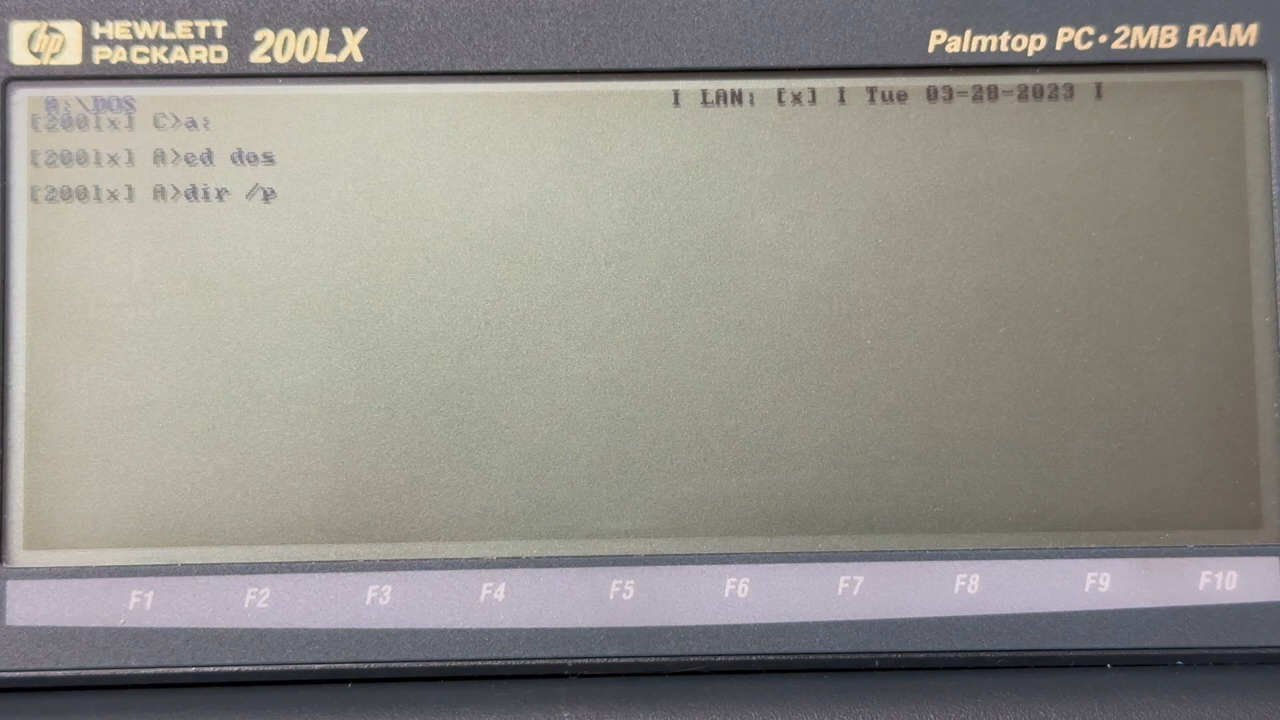 hp HEWLETT PACKARD 200LX Palmtop PC•2MB RAM
A:\DOS | LAN: [x] | Tue 03-28-2023 |
[200lx] C>a:
[200lx] A>cd dos
[200lx] A>dir /p
F1 F2 F3 F4 F5 F6 F7 F8 F9 F10